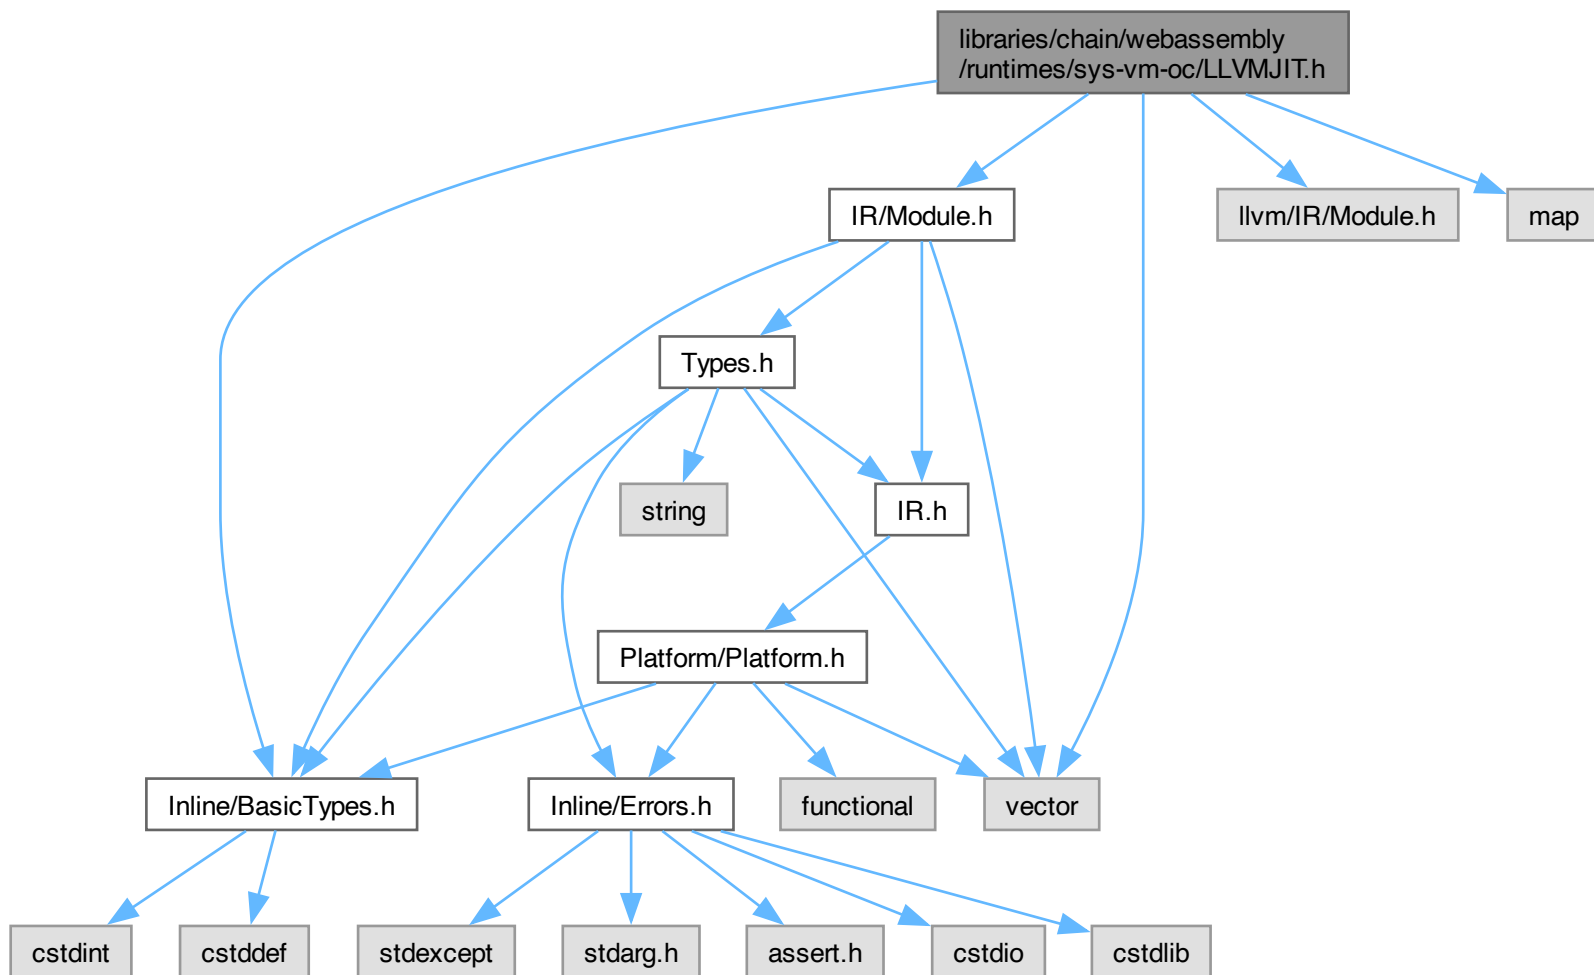 libraries/chain/webassembly
/runtimes/sys-vm-oc/LLVMJIT.h
IR/Module.h
llvm/IR/Module.h
map
Types.h
string
IR.h
Platform/Platform.h
Inline/BasicTypes.h
Inline/Errors.h
functional
vector
cstdint
cstddef
stdexcept
stdarg.h
assert.h
cstdio
cstdlib